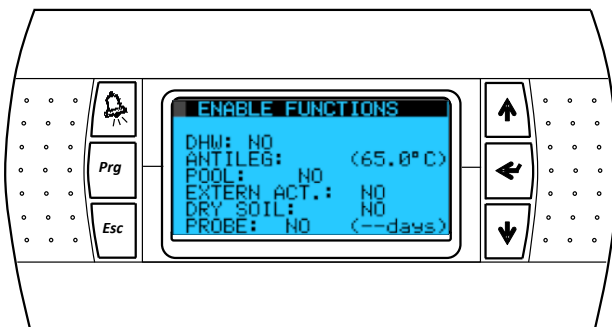 ENABLE FUNCTIONS
DHW: NO
ANTILEG: (65.0°C)
POOL: NO
EXTERN ACT.: NO
DRY SOIL: NO
PROBE: NO (--days)
Prg
Esc